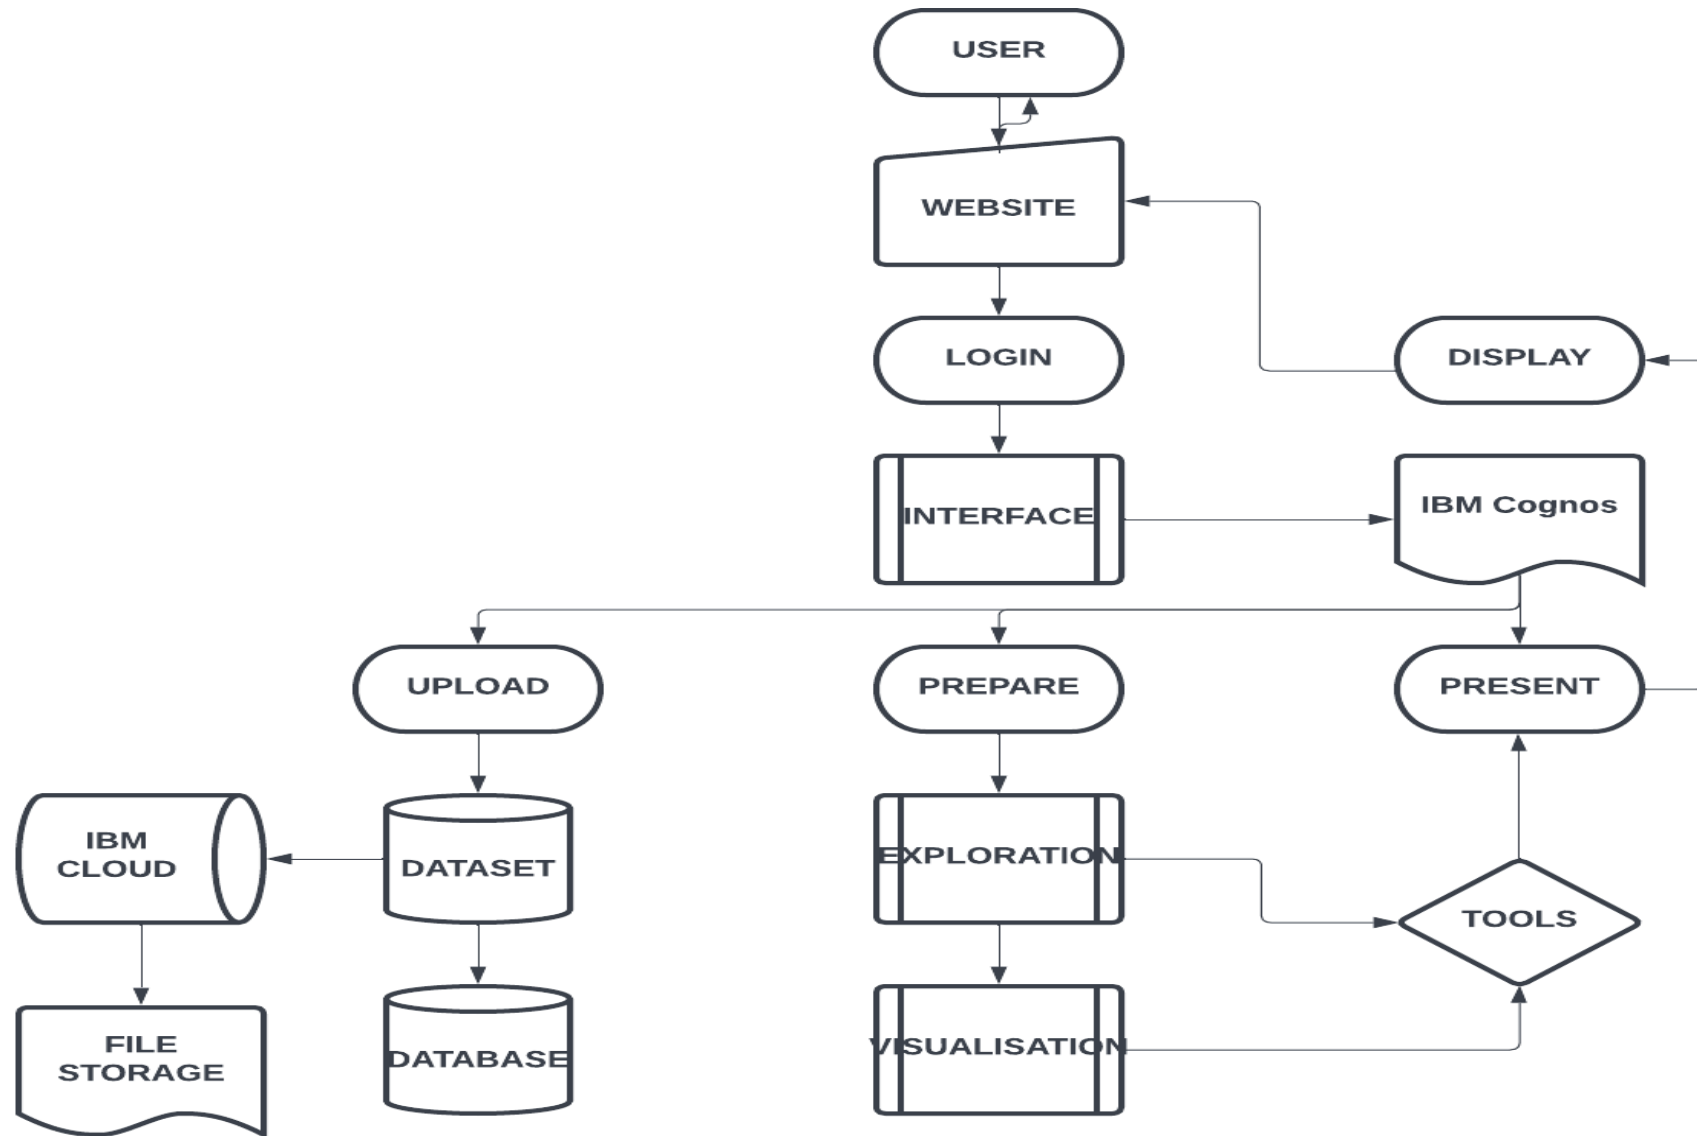 USER
WEBSITE
LOGIN
DISPLAY
INTERFACE
IBM Cognos
UPLOAD
PREPARE
PRESENT
IBM
CLOUD
DATASET
EXPLORATION
TOOLS
FILE
STORAGE
DATABASE
VISUALISATION